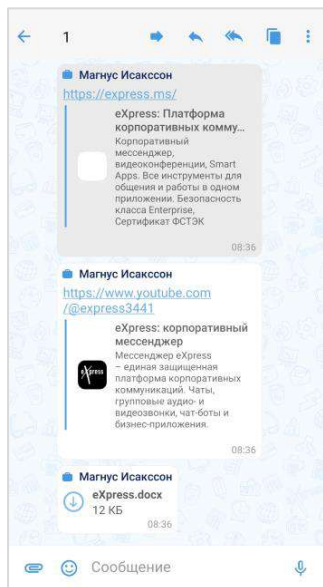 1
Магнус Исакссон
https://express.ms/
eXpress: Платформа
корпоративных комму...
Корпоративный
мессенджер,
видеоконференции, Smart
Apps. Все инструменты для
общения и работы в одном
приложении. Безопасность
класса Enterprise,
Сертификат ФСТЭК
08:36
Магнус Исакссон
https://www.youtube.com
/@express3441
eXpress: корпоративный
мессенджер
eXpress
Мессенджер eXpress
– единая защищенная
платформа корпоративных
коммуникаций. Чаты,
групповые аудио- и
видеозвонки, чат-боты и
бизнес-приложения.
08:36
Магнус Исакссон
eXpress.docx
12 КБ
08:36
Сообщение